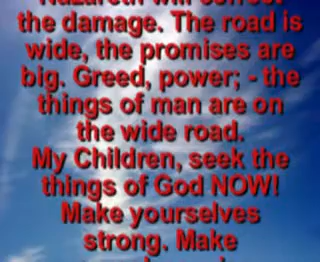 Nazareth will correct
the damage. The road is
wide, the promises are
big. Greed, power; - the
things of man are on
the wide road.
My Children, seek the
things of God NOW!
Make yourselves
strong. Make